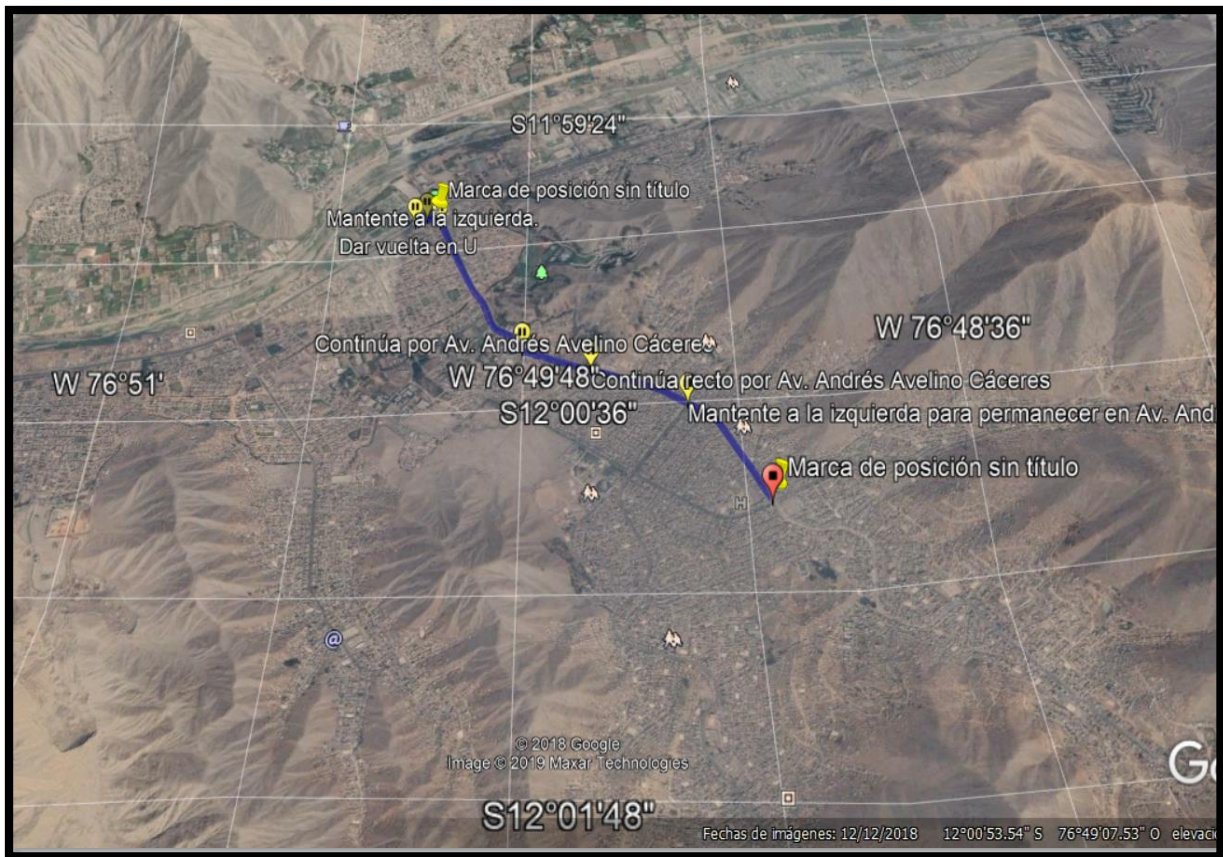 S11°59'24"
Marca de posición sin título
Mantente a la izquierda.
Dar vuelta en U
W 76°48'36"
Continúa por Av. Andrés Avelino Cáceres
W 76°51'
W 76°49'48"
Continúa recto por Av. Andrés Avelino Cáceres
S12°00'36"
Mantente a la izquierda para permanecer en Av. And
Marca de posición sin título
H
@
© 2018 Google
Image © 2019 Maxar Technologies
Go
S12°01'48"
Fechas de imágenes: 12/12/2018 12°00'53.54" S 76°49'07.53" O elevaci